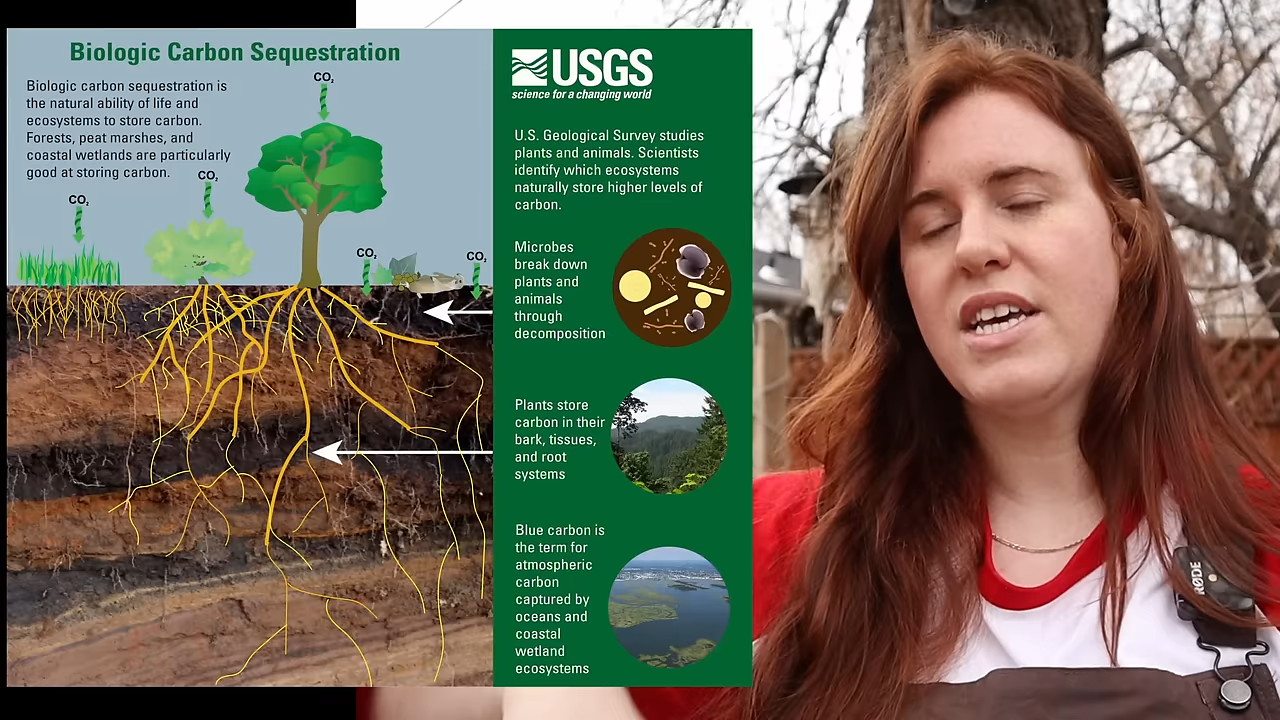 Biologic Carbon Sequestration
Biologic carbon sequestration is
the natural ability of life and
ecosystems to store carbon.
Forests, peat marshes, and
coastal wetlands are particularly
good at storing carbon.
CO₂
CO₂
CO₂
CO₂
CO₂
USGS
science for a changing world
U.S. Geological Survey studies
plants and animals. Scientists
identify which ecosystems
naturally store higher levels of
carbon.
Microbes
break down
plants and
animals
through
decomposition
Plants store
carbon in their
bark, tissues,
and root
systems
Blue carbon is
the term for
atmospheric
carbon
captured by
oceans and
coastal
wetland
ecosystems
RØDE